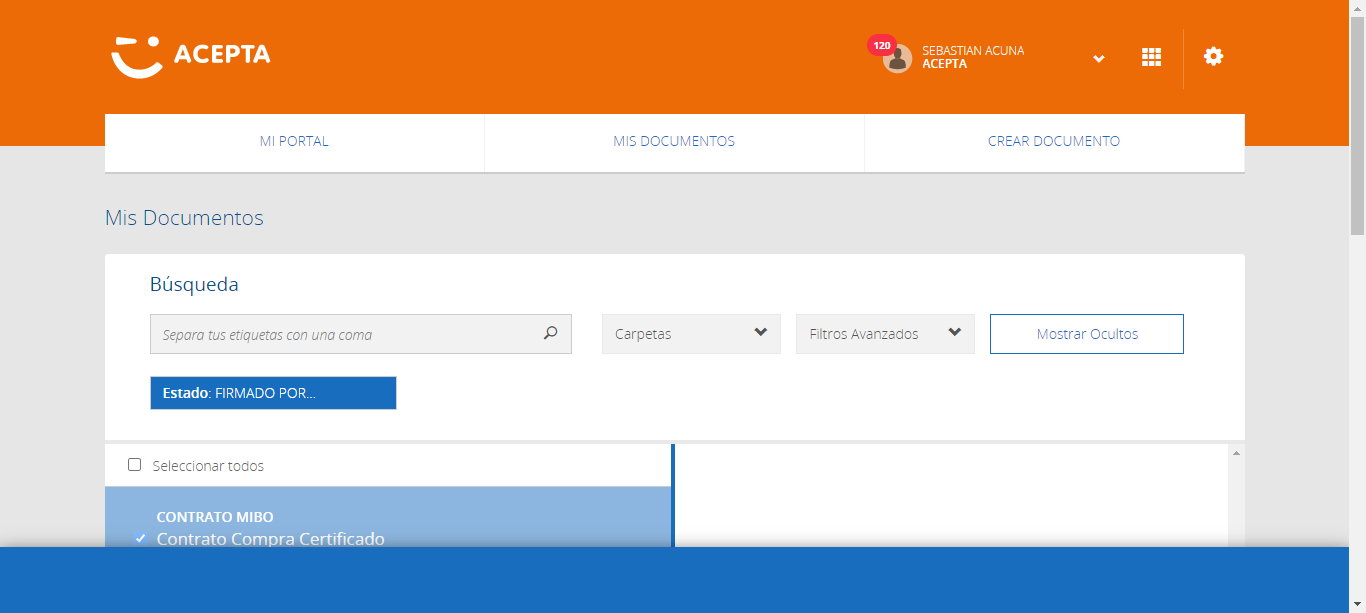 ACEPTA
120
SEBASTIAN ACUNA
ACEPTA
MI PORTAL
MIS DOCUMENTOS
CREAR DOCUMENTO
Mis Documentos
Búsqueda
Separa tus etiquetas con una coma
Carpetas
Filtros Avanzados
Mostrar Ocultos
Estado: FIRMADO POR...
Seleccionar todos
CONTRATO MIBO
Contrato Compra Certificado